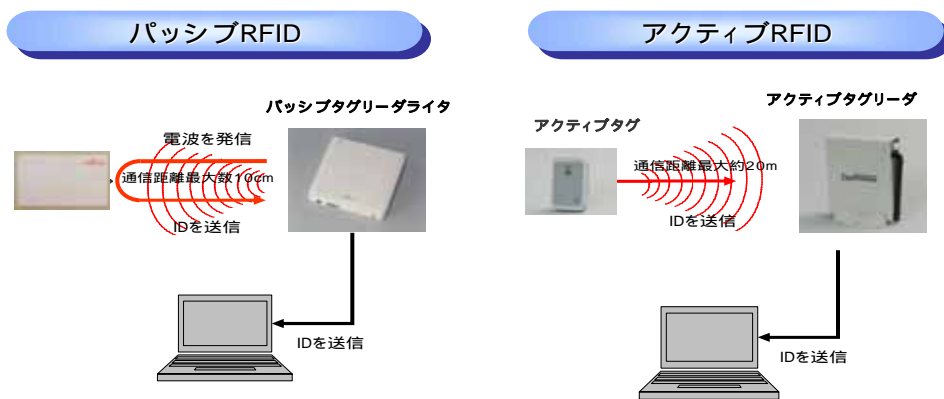 パッシブRFID
アクティブRFID
パッシブタグリーダライタ
電波を発信
通信距離最大数10cm
IDを送信
IDを送信
アクティブタグリーダ
アクティブタグ
通信距離最大約20m
IDを送信
IDを送信